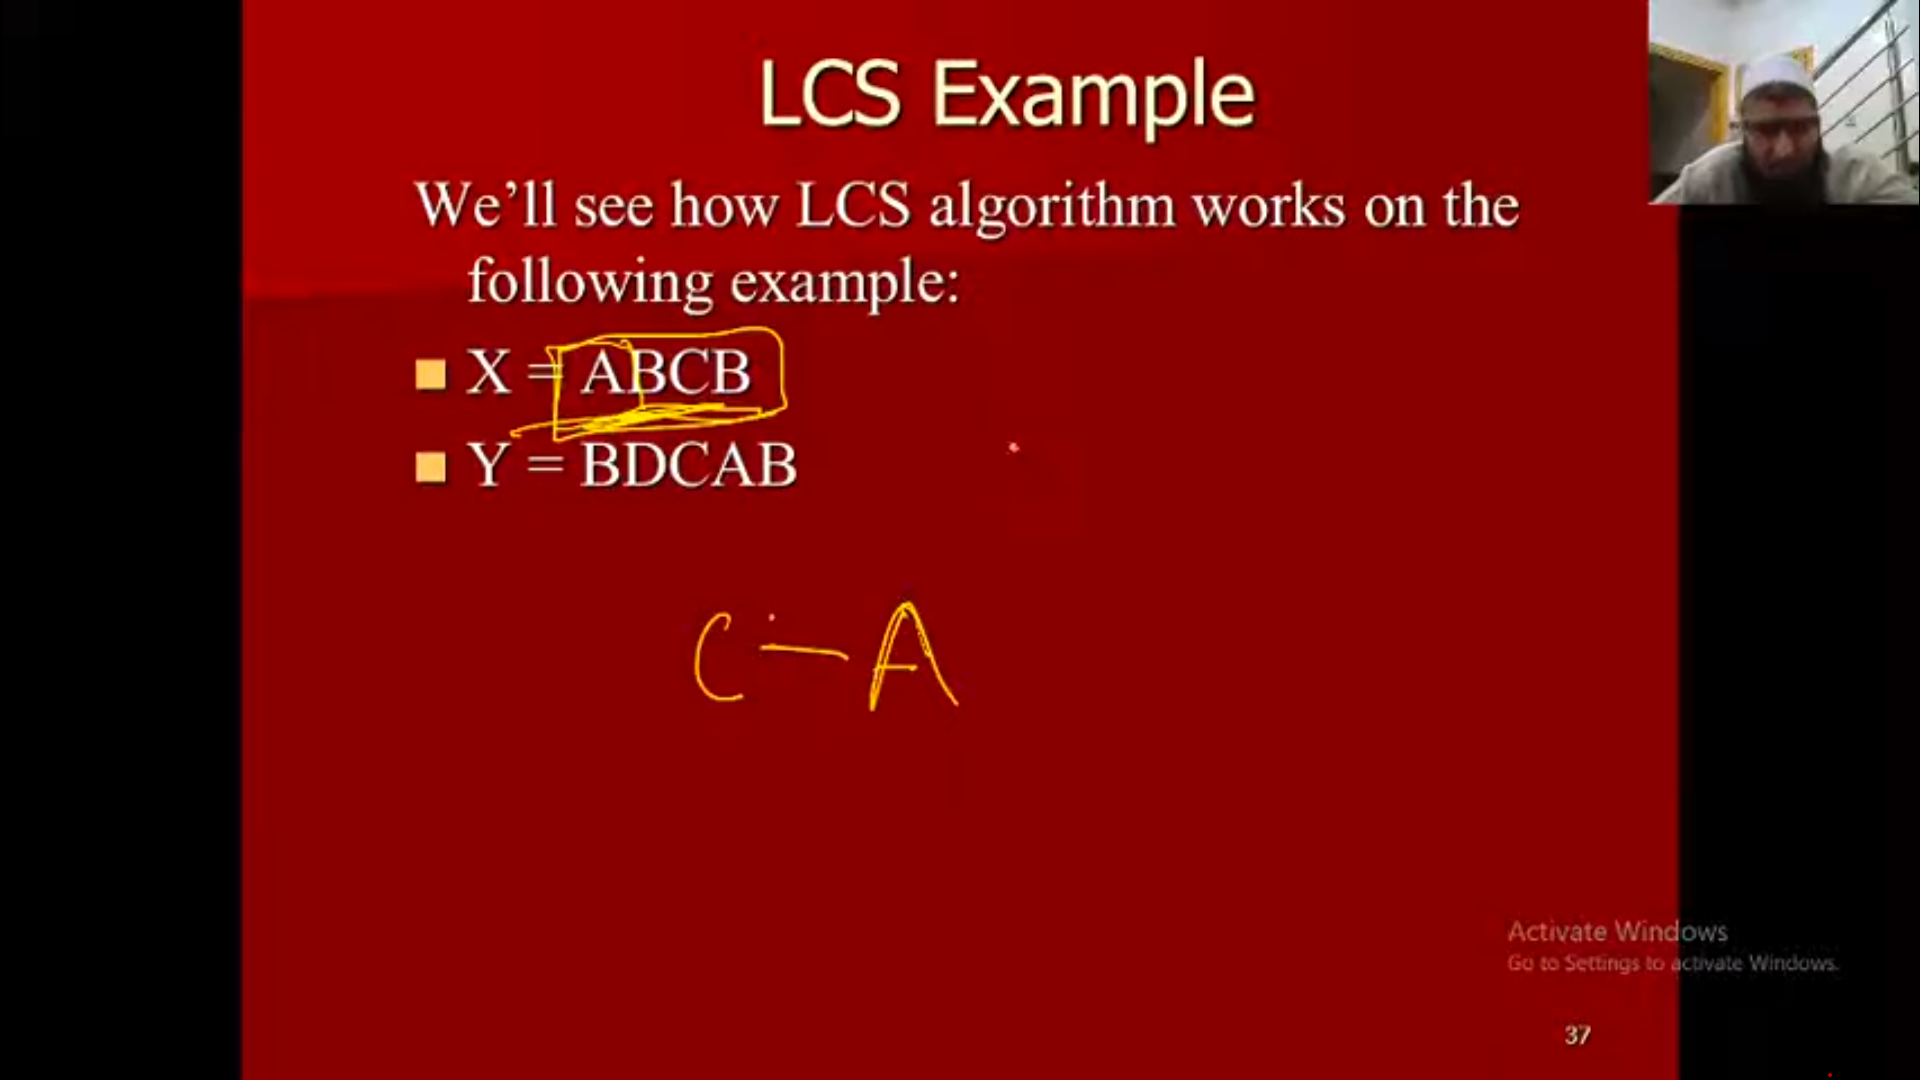 LCS Example
We’ll see how LCS algorithm works on the
following example:
X = ABCB
Y = BDCAB
C — A
Activate Windows
Go to Settings to activate Windows.
37